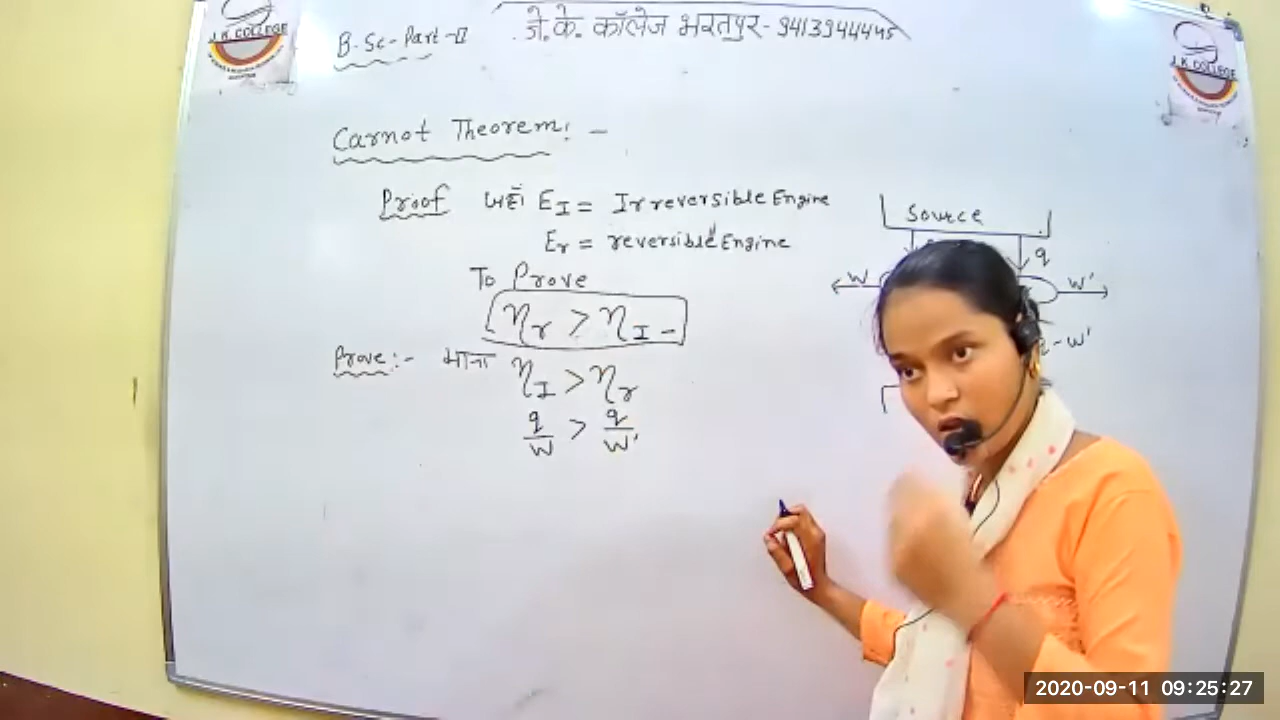 J.K. COLLEGE
B.Sc-Part-II
जे.के. कॉलेज भरतपुर-9413944445
J.K. COLLEGE
Carnot Theorem:-
Proof जहाँ E_I = Irreversible Engine
E_r = reversible Engine
To Prove
η_r > η_I -
Prove:- माना η_I > η_r
q/W > q/W'
Source
q
W W'
-W'
2020-09-11 09:25:27